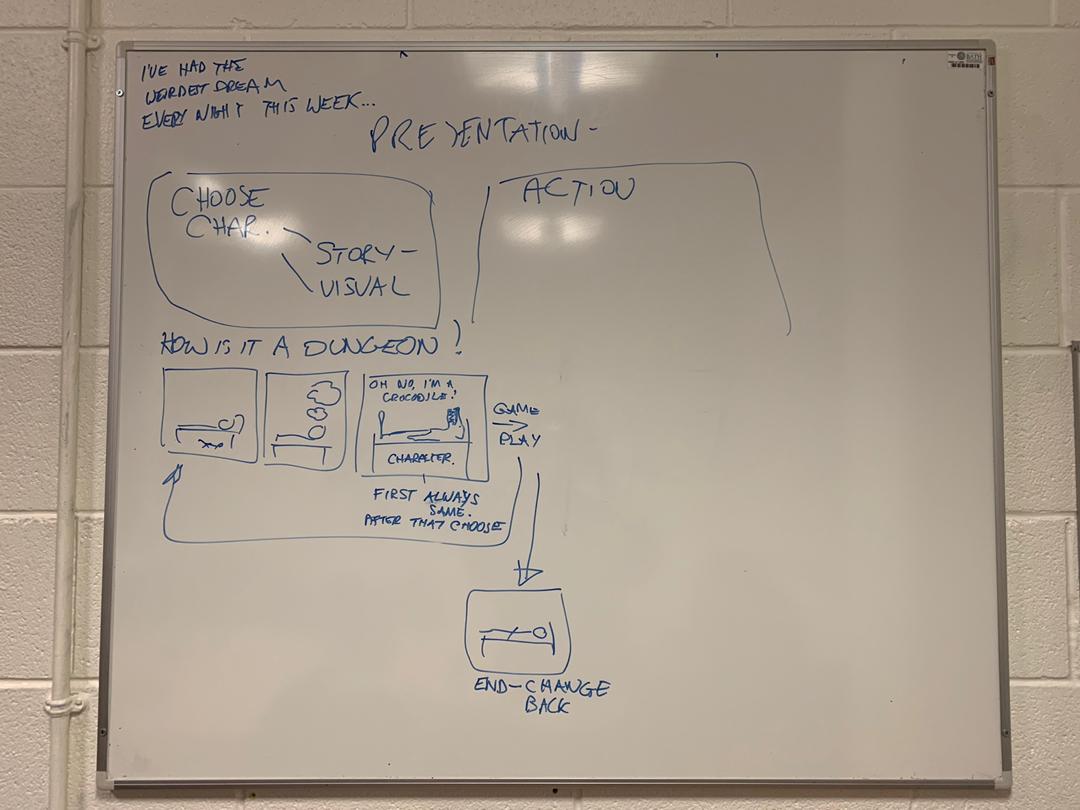 I'VE HAD THE
WEIRDEST DREAM
EVERY NIGHT THIS WEEK...
PRESENTATION-
CHOOSE
CHAR.
STORY-
VISUAL
ACTION
HOW IS IT A DUNGEON?
OH NO, I'M A
CROCODILE!
CHARACTER.
GAME
PLAY
FIRST ALWAYS
SAME.
AFTER THAT CHOOSE
END-CHANGE
BACK